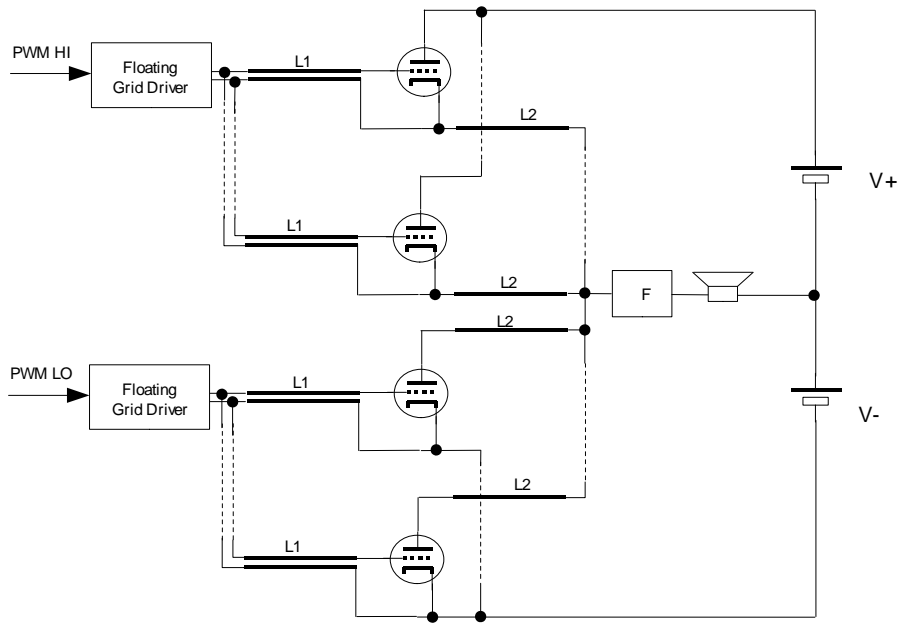 PWM HI
Floating
Grid Driver
L1
L2
V+
L1
L2
F
L2
PWM LO
Floating
Grid Driver
L1
V-
L2
L1